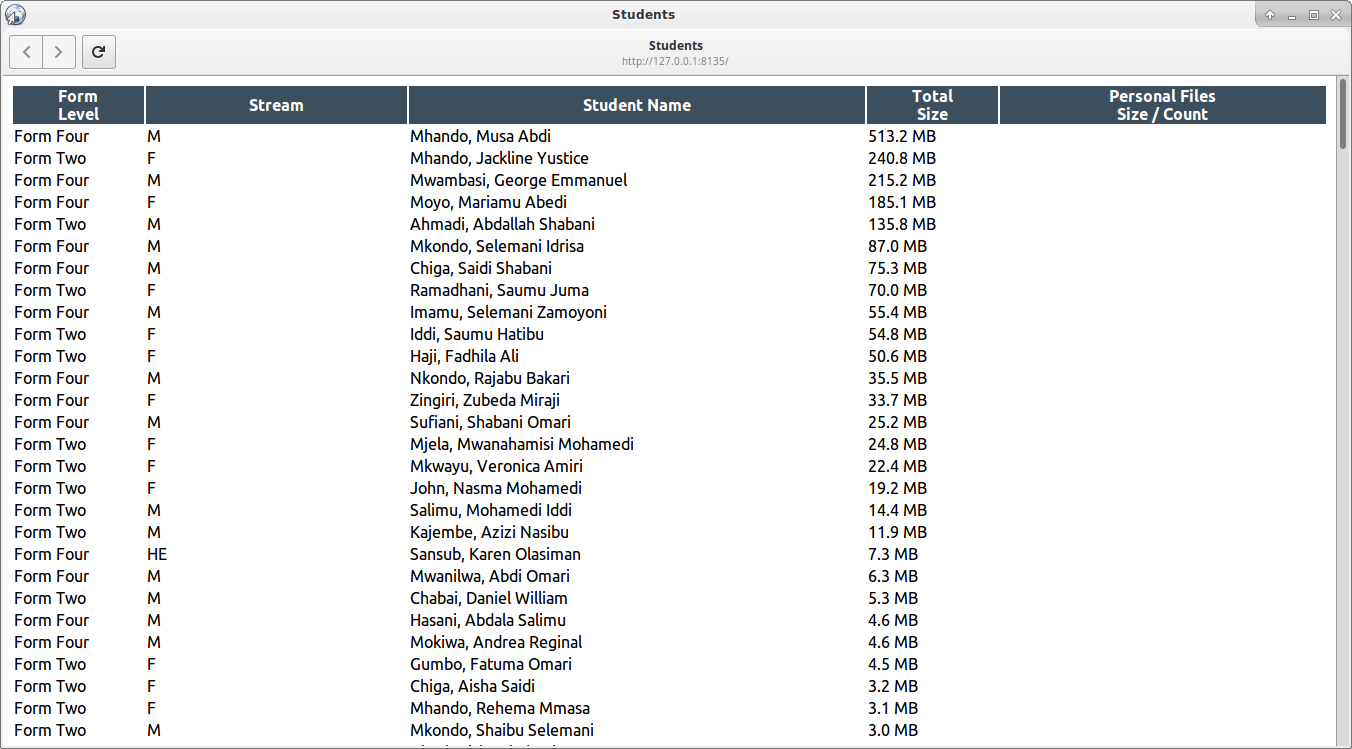 Students
Students
http://127.0.0.1:8135/
Form Level Stream Student Name Total Size Personal Files Size / Count
Form Four M Mhando, Musa Abdi 513.2 MB
Form Two F Mhando, Jackline Yustice 240.8 MB
Form Four M Mwambasi, George Emmanuel 215.2 MB
Form Four F Moyo, Mariamu Abedi 185.1 MB
Form Two M Ahmadi, Abdallah Shabani 135.8 MB
Form Four M Mkondo, Selemani Idrisa 87.0 MB
Form Four M Chiga, Saidi Shabani 75.3 MB
Form Two F Ramadhani, Saumu Juma 70.0 MB
Form Four M Imamu, Selemani Zamoyoni 55.4 MB
Form Two F Iddi, Saumu Hatibu 54.8 MB
Form Two F Haji, Fadhila Ali 50.6 MB
Form Four M Nkondo, Rajabu Bakari 35.5 MB
Form Four F Zingiri, Zubeda Miraji 33.7 MB
Form Four M Sufiani, Shabani Omari 25.2 MB
Form Two F Mjela, Mwanahamisi Mohamedi 24.8 MB
Form Two F Mkwayu, Veronica Amiri 22.4 MB
Form Two F John, Nasma Mohamedi 19.2 MB
Form Two M Salimu, Mohamedi Iddi 14.4 MB
Form Two M Kajembe, Azizi Nasibu 11.9 MB
Form Four HE Sansub, Karen Olasiman 7.3 MB
Form Four M Mwanilwa, Abdi Omari 6.3 MB
Form Two M Chabai, Daniel William 5.3 MB
Form Four M Hasani, Abdala Salimu 4.6 MB
Form Four M Mokiwa, Andrea Reginal 4.6 MB
Form Two F Gumbo, Fatuma Omari 4.5 MB
Form Two F Chiga, Aisha Saidi 3.2 MB
Form Two F Mhando, Rehema Mmasa 3.1 MB
Form Two M Mkondo, Shaibu Selemani 3.0 MB